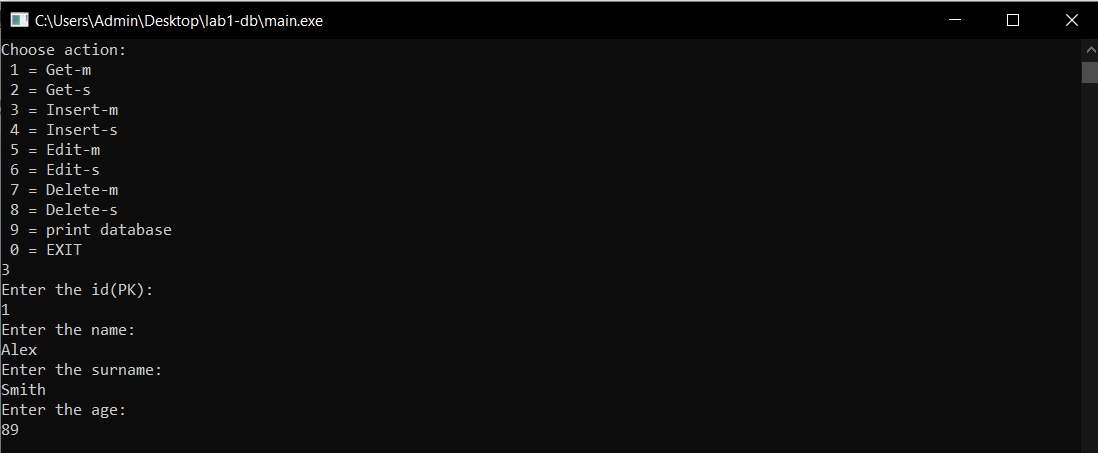 C:\Users\Admin\Desktop\lab1-db\main.exe
Choose action:
1 = Get-m
2 = Get-s
3 = Insert-m
4 = Insert-s
5 = Edit-m
6 = Edit-s
7 = Delete-m
8 = Delete-s
9 = print database
0 = EXIT
3
Enter the id(PK):
1
Enter the name:
Alex
Enter the surname:
Smith
Enter the age:
89